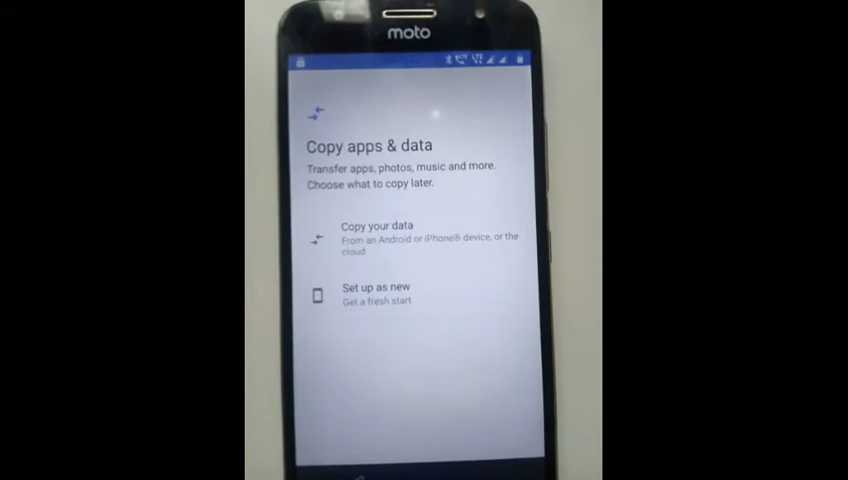 moto
Copy apps & data
Transfer apps, photos, music and more.
Choose what to copy later.
Copy your data
From an Android or iPhone® device, or the
cloud
Set up as new
Get a fresh start